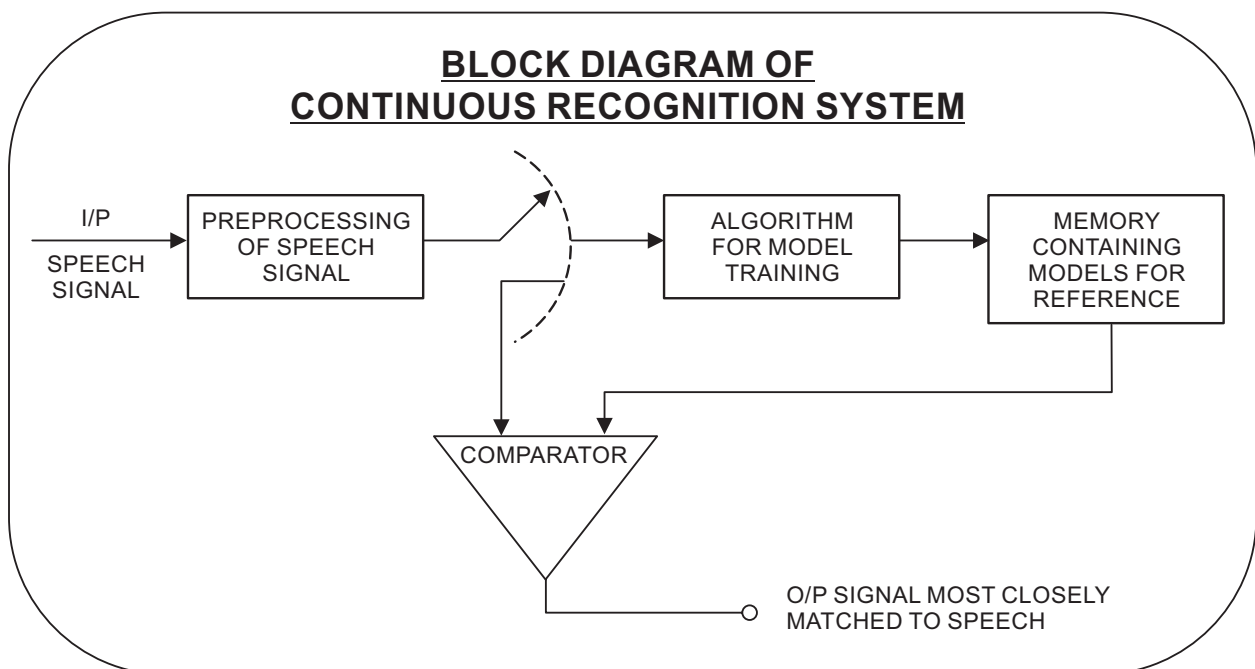 BLOCK DIAGRAM OF
CONTINUOUS RECOGNITION SYSTEM
I/P
SPEECH
SIGNAL
PREPROCESSING
OF SPEECH
SIGNAL
ALGORITHM
FOR MODEL
TRAINING
MEMORY
CONTAINING
MODELS FOR
REFERENCE
COMPARATOR
O/P SIGNAL MOST CLOSELY
MATCHED TO SPEECH